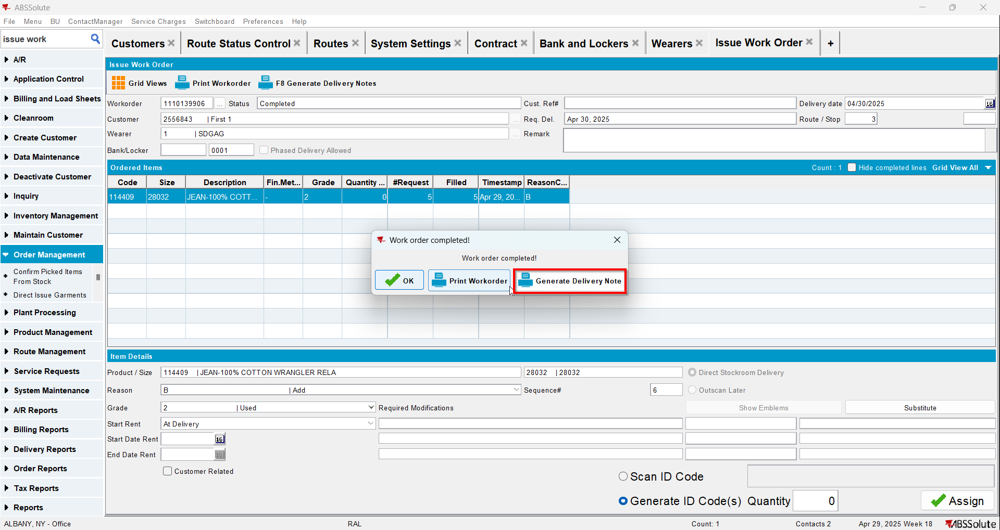 ABSSolute
File Menu BU ContactManager Service Charges Switchboard Preferences Help
issue work
Customers Route Status Control Routes System Settings Contract Bank and Lockers Wearers Issue Work Order +
A/R
Application Control
Billing and Load Sheets
Cleanroom
Create Customer
Data Maintenance
Deactivate Customer
Inquiry
Inventory Management
Maintain Customer
Order Management
Confirm Picked Items
From Stock
Direct Issue Garments
Plant Processing
Product Management
Route Management
Service Requests
System Maintenance
A/R Reports
Billing Reports
Delivery Reports
Order Reports
Tax Reports
Reports
Issue Work Order
Grid Views Print Workorder F8 Generate Delivery Notes
Workorder 1110139906 ... Status Completed Cust. Ref# Delivery date 04/30/2025 16
Customer 2556843 | First 1 ... Req. Del. Apr 30, 2025 Route / Stop 3
Wearer 1 | SDGAG ... Remark
Bank/Locker 0001 Phased Delivery Allowed
Ordered Items Count : 1 Hide completed lines Grid View All
Code Size Description Fin.Met... Grade Quantity ... #Request Filled Timestamp ReasonC...
114409 28032 JEAN-100% COTT... - 2 0 5 5 Apr 29, 20... B
Work order completed!
Work order completed!
OK Print Workorder Generate Delivery Note
Item Details
Product / Size 114409 | JEAN-100% COTTON WRANGLER RELA 28032 | 28032 Direct Stockroom Delivery
Reason B | Add Sequence# 6 Outscan Later
Grade 2 | Used Required Modifications Show Emblems Substitute
Start Rent At Delivery
Start Date Rent 16
End Date Rent 16
Customer Related
Scan ID Code
Generate ID Code(s) Quantity 0 Assign
ALBANY, NY - Office RAL Count: 1 Contacts 2 Apr 29, 2025 Week 18 ABSSolute